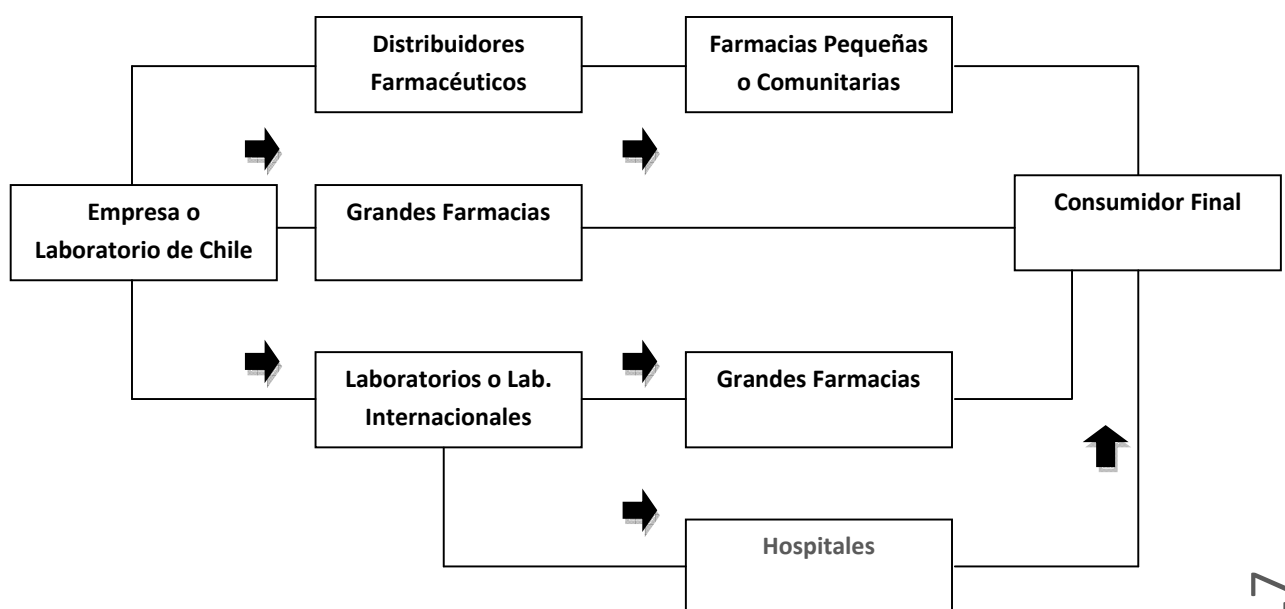 Distribuidores
Farmacéuticos
Farmacias Pequeñas
o Comunitarias
Empresa o
Laboratorio de Chile
Grandes Farmacias
Consumidor Final
Laboratorios o Lab.
Internacionales
Grandes Farmacias
Hospitales
7